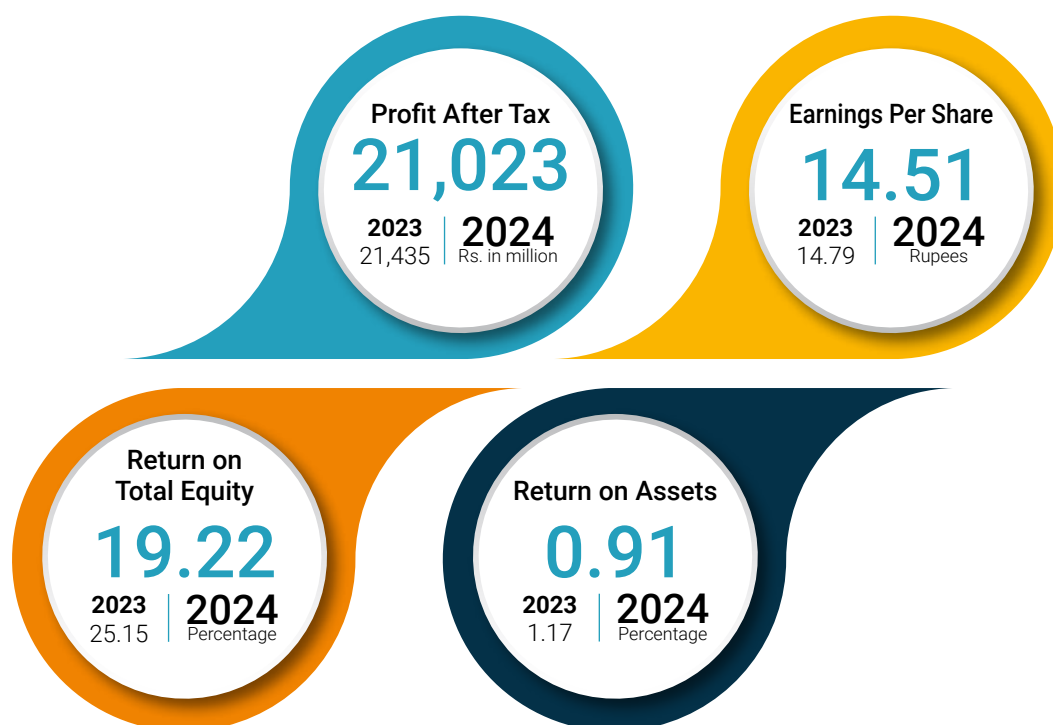 Profit After Tax
21,023
2023
21,435
2024
Rs. in million
Earnings Per Share
14.51
2023
14.79
2024
Rupees
Return on
Total Equity
19.22
2023
25.15
2024
Percentage
Return on Assets
0.91
2023
1.17
2024
Percentage